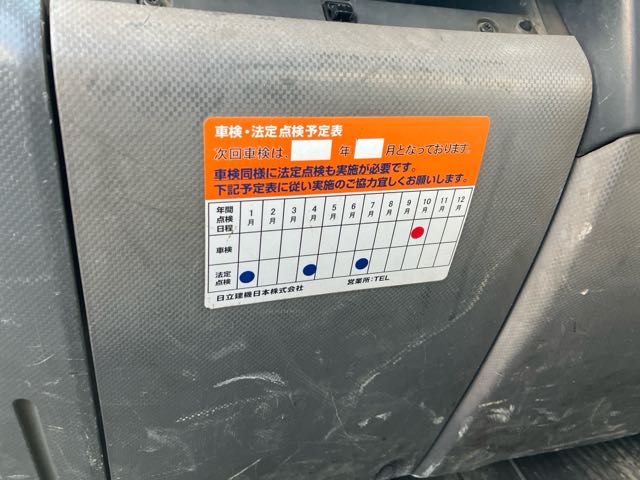 車検・法定点検予定表
次回車検は、 年 月となっております。
車検同様に法定点検も実施が必要です。
下記予定表に従い実施のご協力宜しくお願いします。
年間点検日程 1月 2月 3月 4月 5月 6月 7月 8月 9月 10月 11月 12月
車検
法定点検
日立建機日本株式会社 営業所:TEL